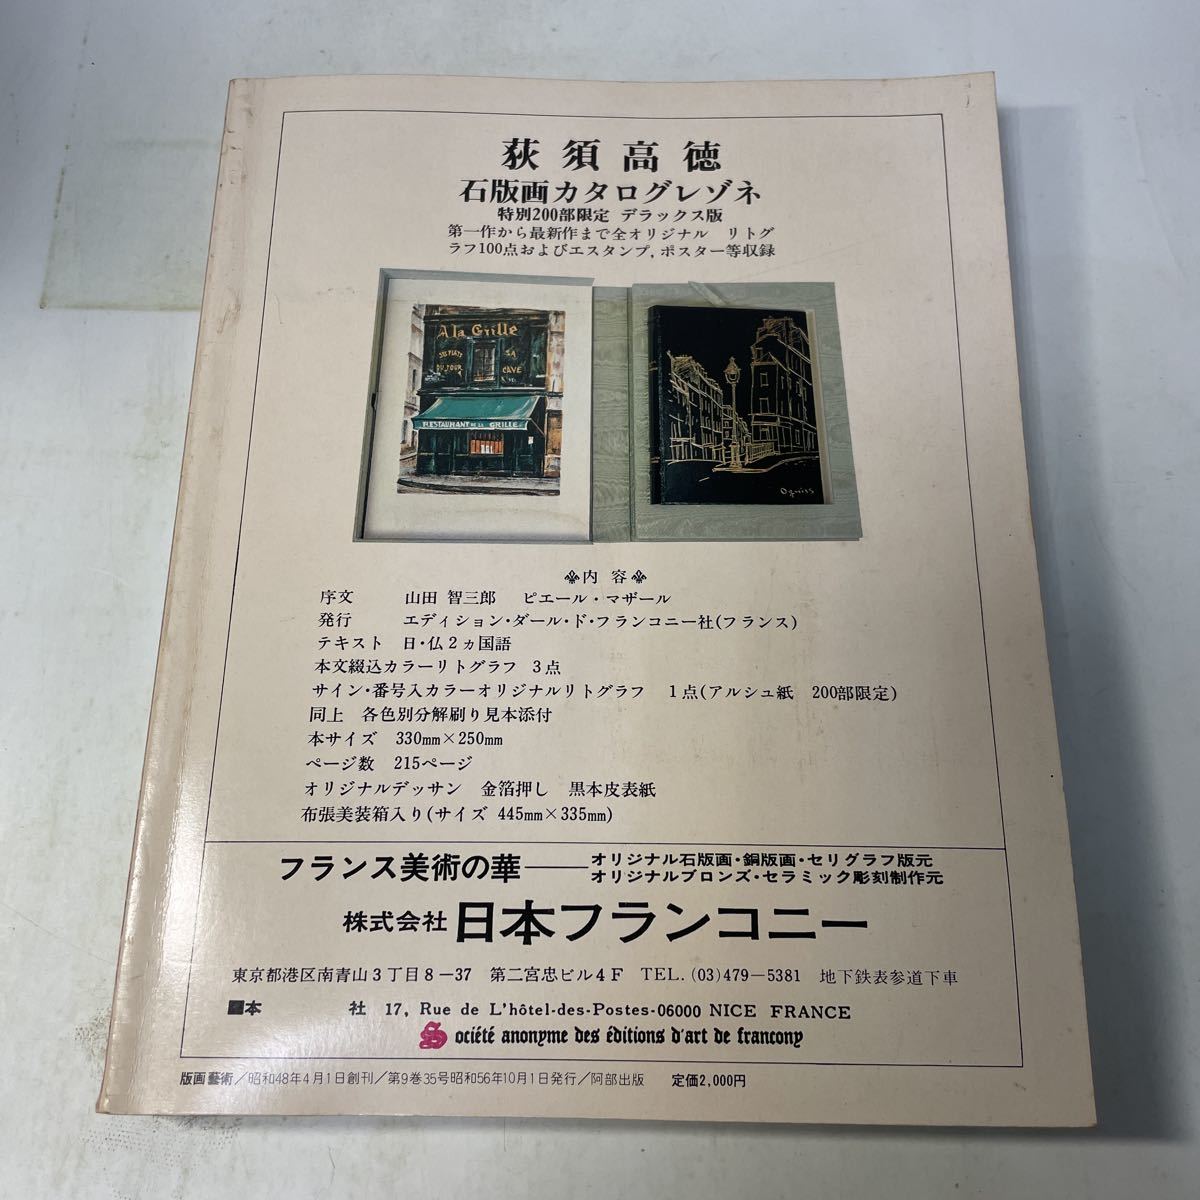 荻須高徳
石版画カタログレゾネ
特別200部限定 デラックス版
第一作から最新作まで全オリジナル リトグ
ラフ100点およびエスタンプ,ポスター等収録
A la Grille
SES PLATS
DU JOUR
SA
CAVE
RESTAURANT DE LA GRILLE
Oguiss
内容
序文 山田 智三郎 ピエール・マザール
発行 エディション・ダール・ド・フランコニー社(フランス)
テキスト 日・仏2ヵ国語
本文綴込カラーリトグラフ 3点
サイン・番号入カラーオリジナルリトグラフ 1点(アルシュ紙 200部限定)
同上 各色別分解刷り見本添付
本サイズ 330mm×250mm
ページ数 215ページ
オリジナルデッサン 金箔押し 黒本皮表紙
布張美装箱入り(サイズ 445mm×335mm)
フランス美術の華――オリジナル石版画・銅版画・セリグラフ版元
オリジナルブロンズ・セラミック彫刻制作元
株式会社 日本フランコニー
東京都港区南青山3丁目8-37 第二宮忠ビル4F TEL.(03)479-5381 地下鉄表参道下車
■本 社 17, Rue de L'hôtel-des-Postes-06000 NICE FRANCE
Société anonyme des éditions d'art de francony
版画藝術/昭和48年4月1日創刊/第9巻35号昭和56年10月1日発行/阿部出版 定価2,000円